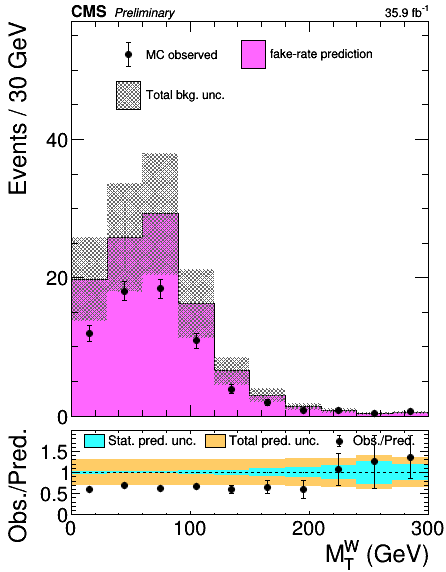 CMS Preliminary 35.9 fb⁻¹
Events / 30 GeV
MC observed fake-rate prediction
Total bkg. unc.
40
20
0
Obs./Pred.
Stat. pred. unc. Total pred. unc. Obs./Pred.
1.5
1
0.5
0
0 100 200 300
M_T^W (GeV)